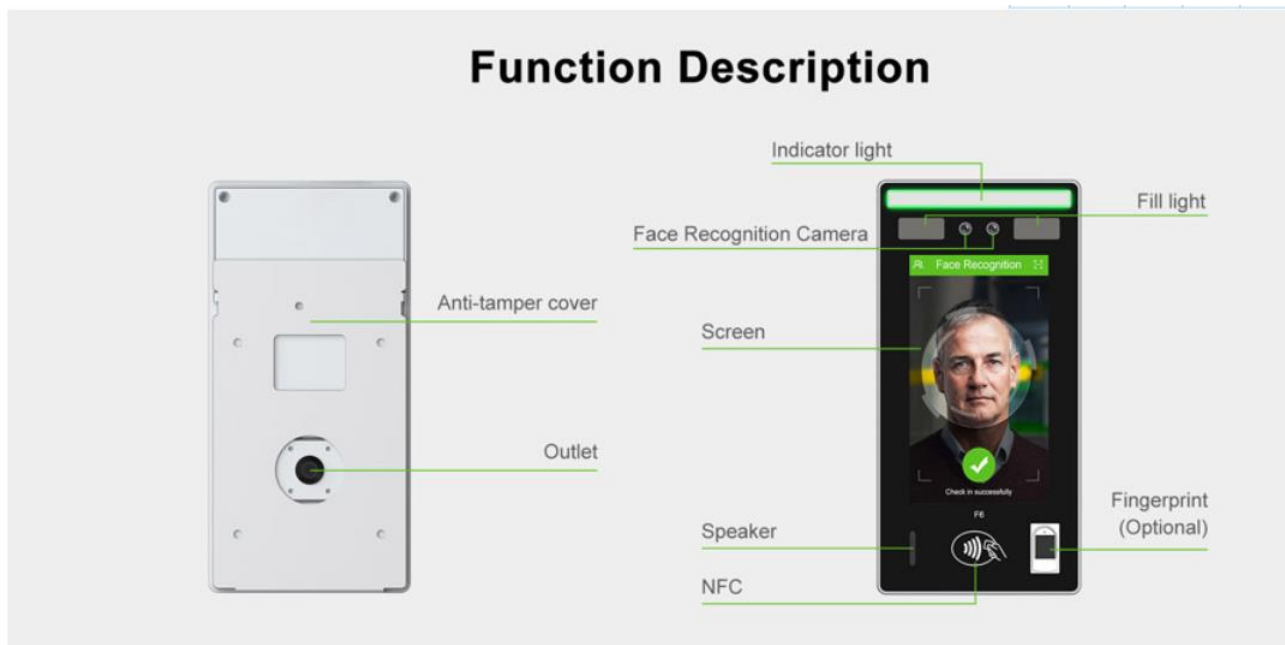 Function Description
Indicator light
Fill light
Face Recognition Camera
Face Recognition
Anti-tamper cover
Screen
Outlet
Check in successfully
F6
Fingerprint
(Optional)
Speaker
NFC